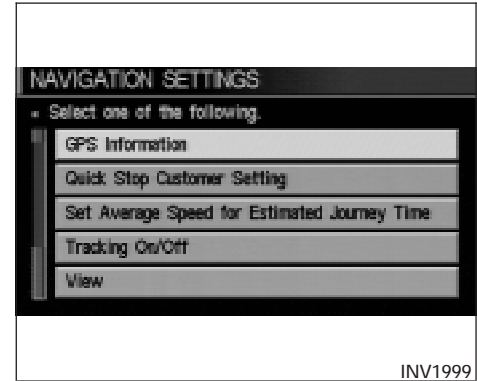 NAVIGATION SETTINGS
Select one of the following.
GPS Information
Quick Stop Customer Setting
Set Average Speed for Estimated Journey Time
Tracking On/Off
View
INV1999